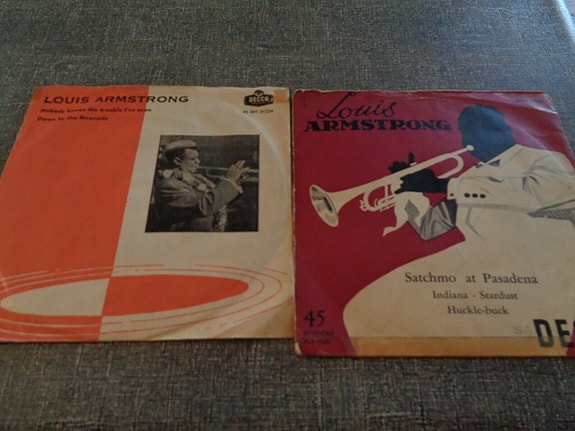 LOUIS ARMSTRONG
Nobody knows the trouble I've seen
Down by the Riverside
DECCA
Louis
ARMSTRONG
Satchmo at Pasadena
Indiana - Stardust
Huckle-buck
45
DE